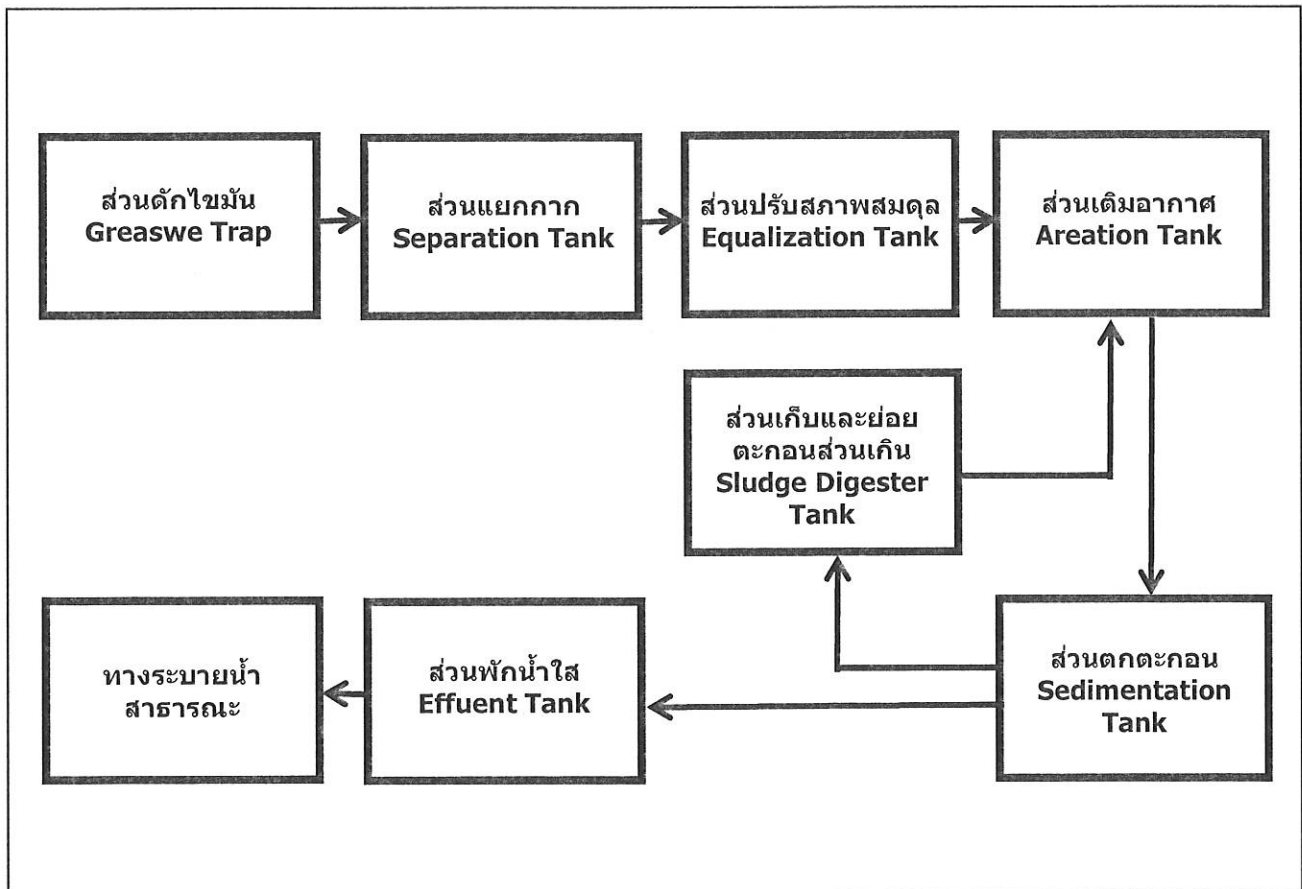 ส่วนดักไขมัน
Greaswe Trap
ส่วนแยกกาก
Separation Tank
ส่วนปรับสภาพสมดุล
Equalization Tank
ส่วนเติมอากาศ
Areation Tank
ส่วนเก็บและย่อย
ตะกอนส่วนเกิน
Sludge Digester
Tank
ทางระบายน้ำ
สาธารณะ
ส่วนพักน้ำใส
Effuent Tank
ส่วนตกตะกอน
Sedimentation
Tank